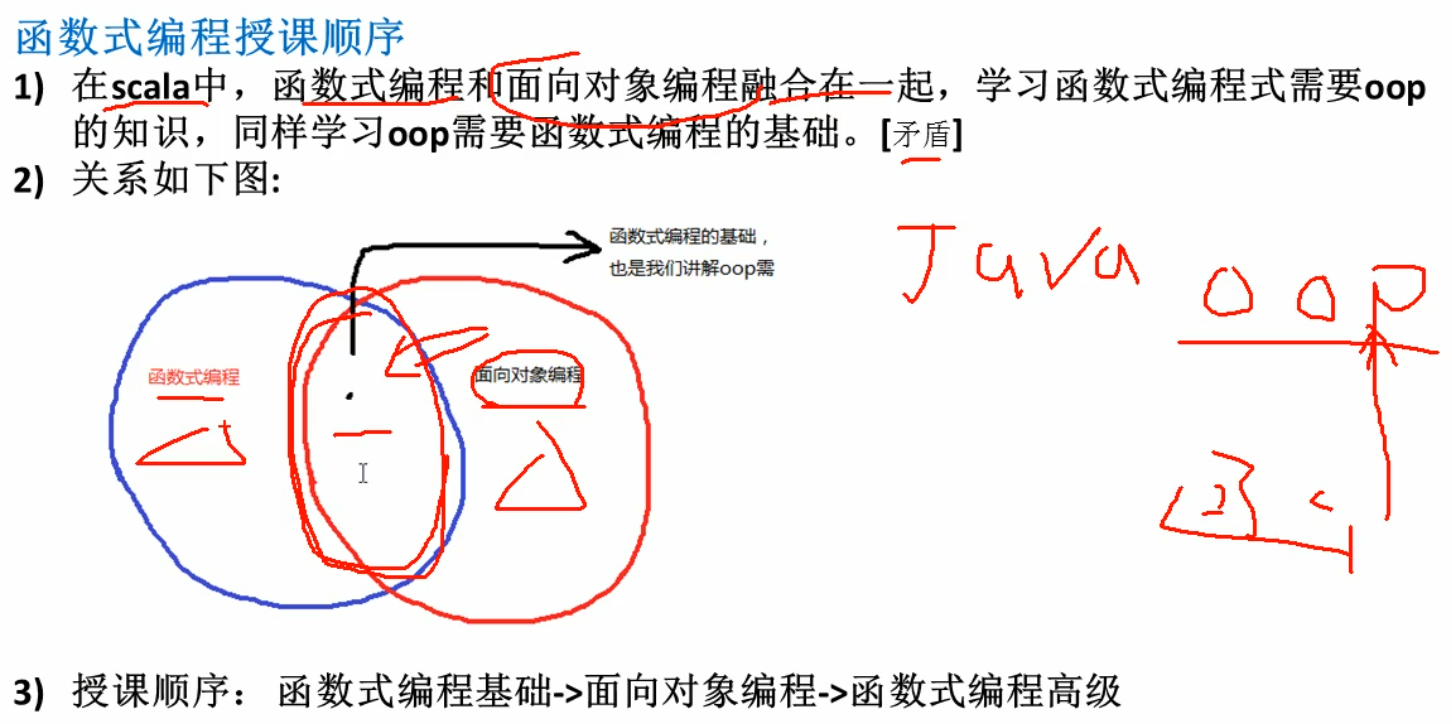 函数式编程授课顺序
1) 在scala中，函数式编程和面向对象编程融合在一起，学习函数式编程式需要oop
的知识，同样学习oop需要函数式编程的基础。[矛盾]
2) 关系如下图:
函数式编程的基础，
也是我们讲解oop需
Java
oop
函数式编程
面向对象编程
3) 授课顺序： 函数式编程基础->面向对象编程->函数式编程高级